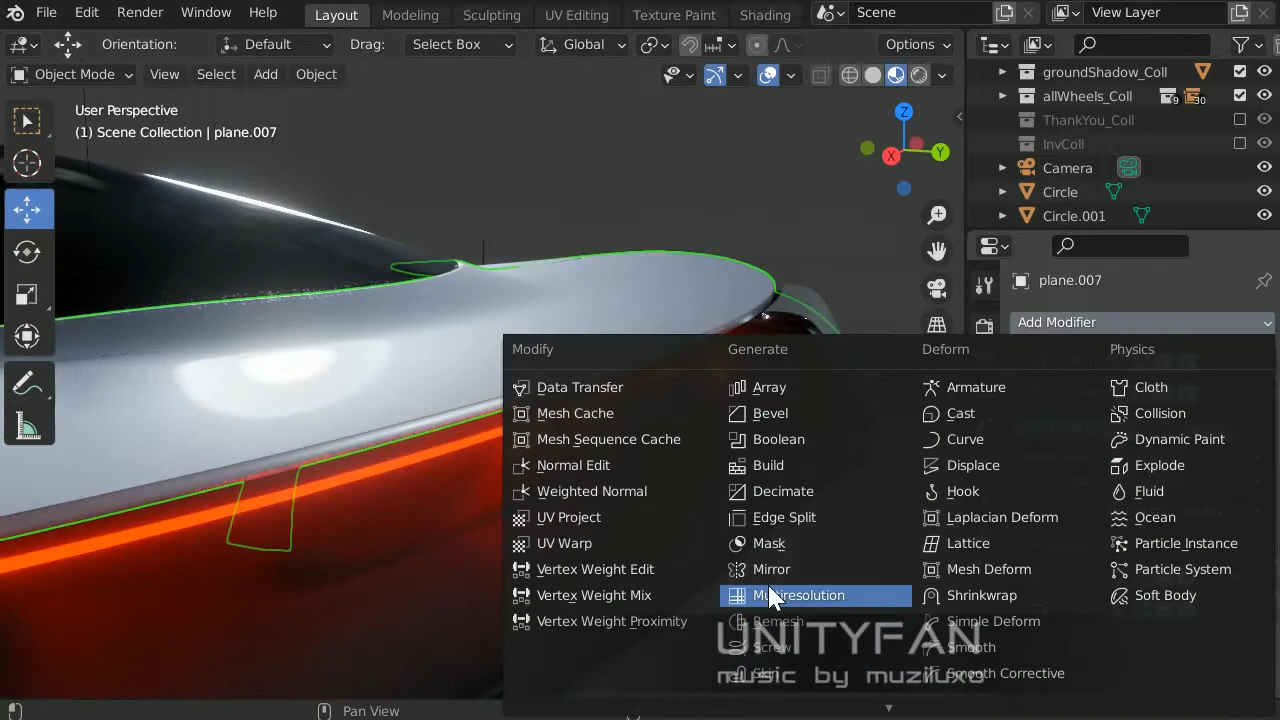 File Edit Render Window Help Layout Modeling Sculpting UV Editing Texture Paint Shading Scene View Layer
Orientation: Default Drag: Select Box Global Options
Object Mode View Select Add Object
groundShadow_Coll
User Perspective
(1) Scene Collection | plane.007
allWheels_Coll 9 30
ThankYou_Coll
InvColl
Camera
Circle
Circle.001
Z
X Y
plane.007
Add Modifier
Modify Generate Deform Physics
Data Transfer Array Armature Cloth
Mesh Cache Bevel Cast Collision
Mesh Sequence Cache Boolean Curve Dynamic Paint
Normal Edit Build Displace Explode
Weighted Normal Decimate Hook Fluid
UV Project Edge Split Laplacian Deform Ocean
UV Warp Mask Lattice Particle Instance
Vertex Weight Edit Mirror Mesh Deform Particle System
Vertex Weight Mix Multiresolution Shrinkwrap Soft Body
Vertex Weight Proximity Remesh Simple Deform
Screw Smooth
Skin Smooth Corrective
UNITYFAN
music by muziluxo
Pan View